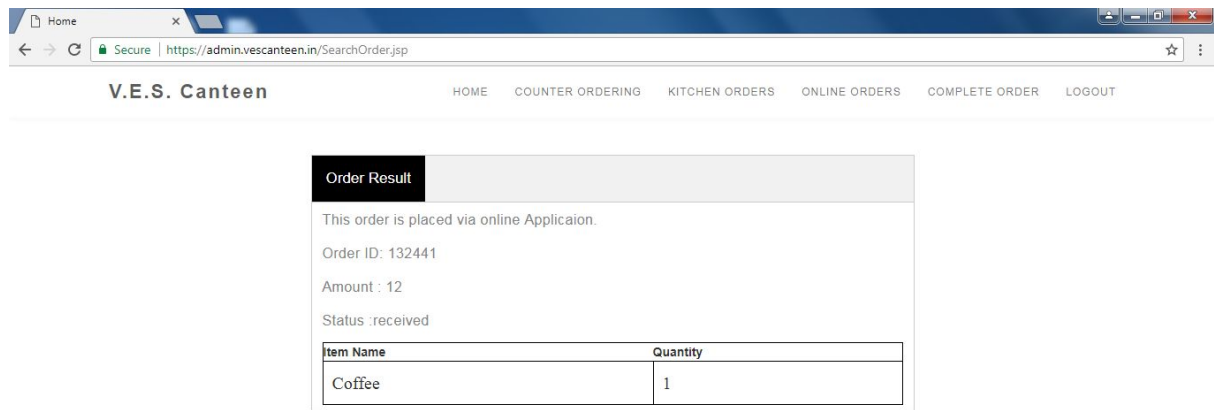 Home
Secure | https://admin.vescanteen.in/SearchOrder.jsp
V.E.S. Canteen HOME COUNTER ORDERING KITCHEN ORDERS ONLINE ORDERS COMPLETE ORDER LOGOUT
Order Result
This order is placed via online Applicaion.
Order ID: 132441
Amount : 12
Status :received
Item Name Quantity
Coffee 1